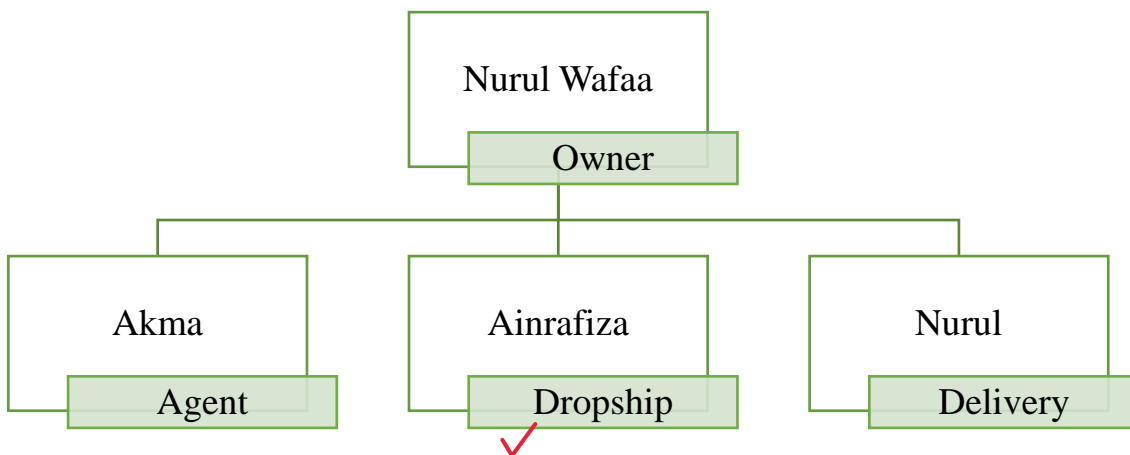 Nurul Wafaa
Owner
Akma
Agent
Ainrafiza
Dropship
Nurul
Delivery